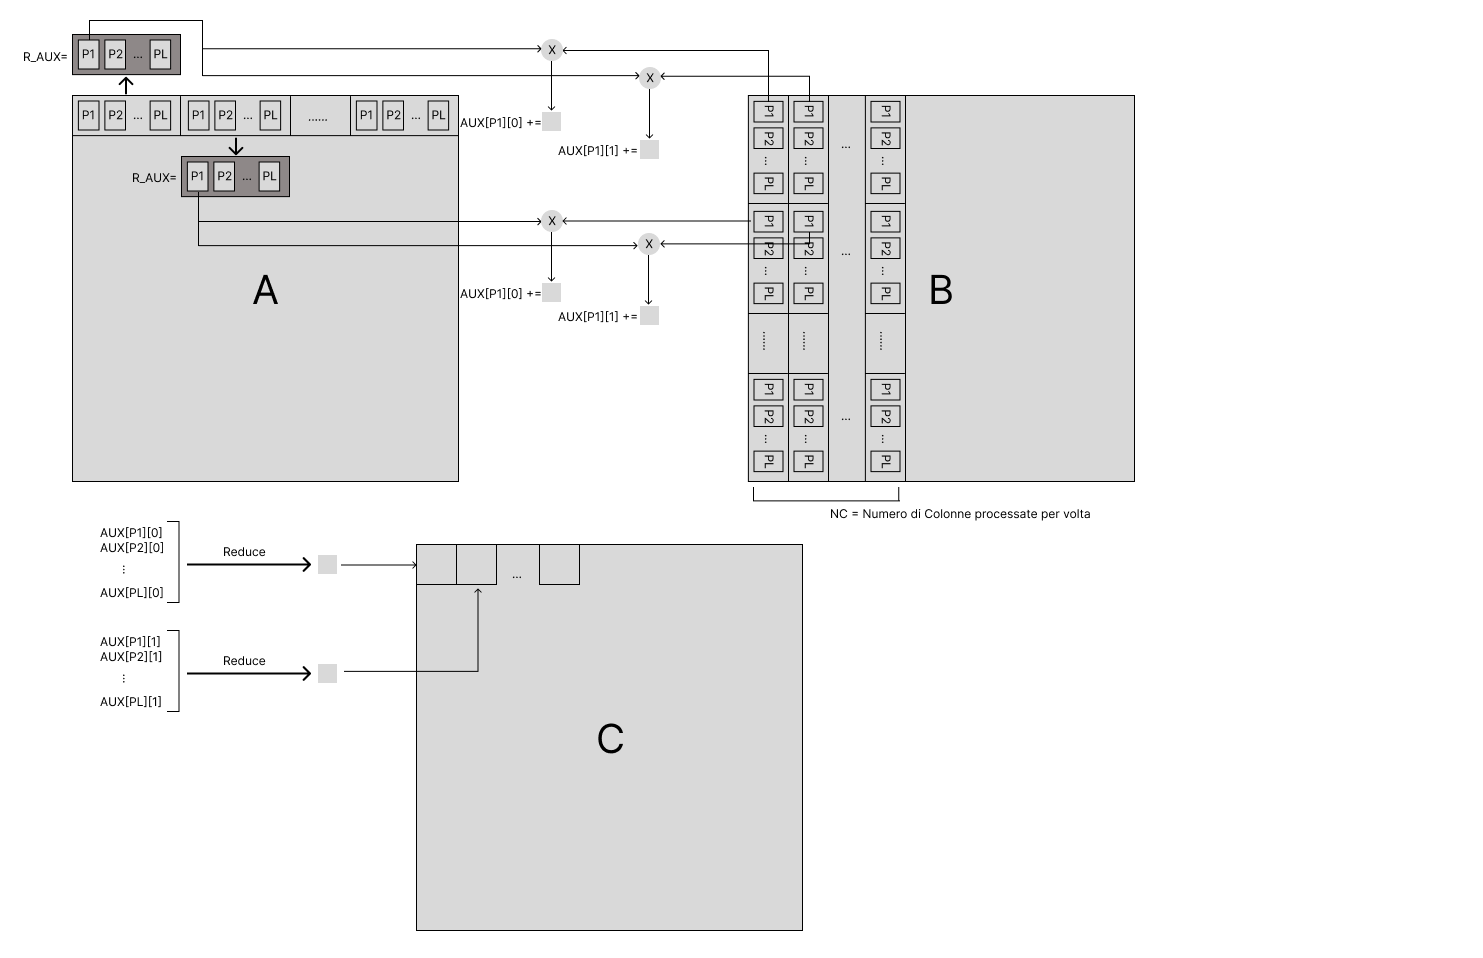 R_AUX= P1 P2 ... PL
P1 P2 ... PL P1 P2 ... PL ...... P1 P2 ... PL
R_AUX= P1 P2 ... PL
A
X
X
AUX[P1][0] +=
AUX[P1][1] +=
X
X
AUX[P1][0] +=
AUX[P1][1] +=
P1 P1 P1
P2 P2 ... P2
... ... ...
PL PL PL
P1 P1 P1
P2 P2 ... P2
... ... ...
PL PL PL
B
...... ...... ......
P1 P1 P1
P2 P2 ... P2
... ... ...
PL PL PL
NC = Numero di Colonne processate per volta
AUX[P1][0]
AUX[P2][0]
...
AUX[PL][0]
Reduce
AUX[P1][1]
AUX[P2][1]
...
AUX[PL][1]
Reduce
...
C